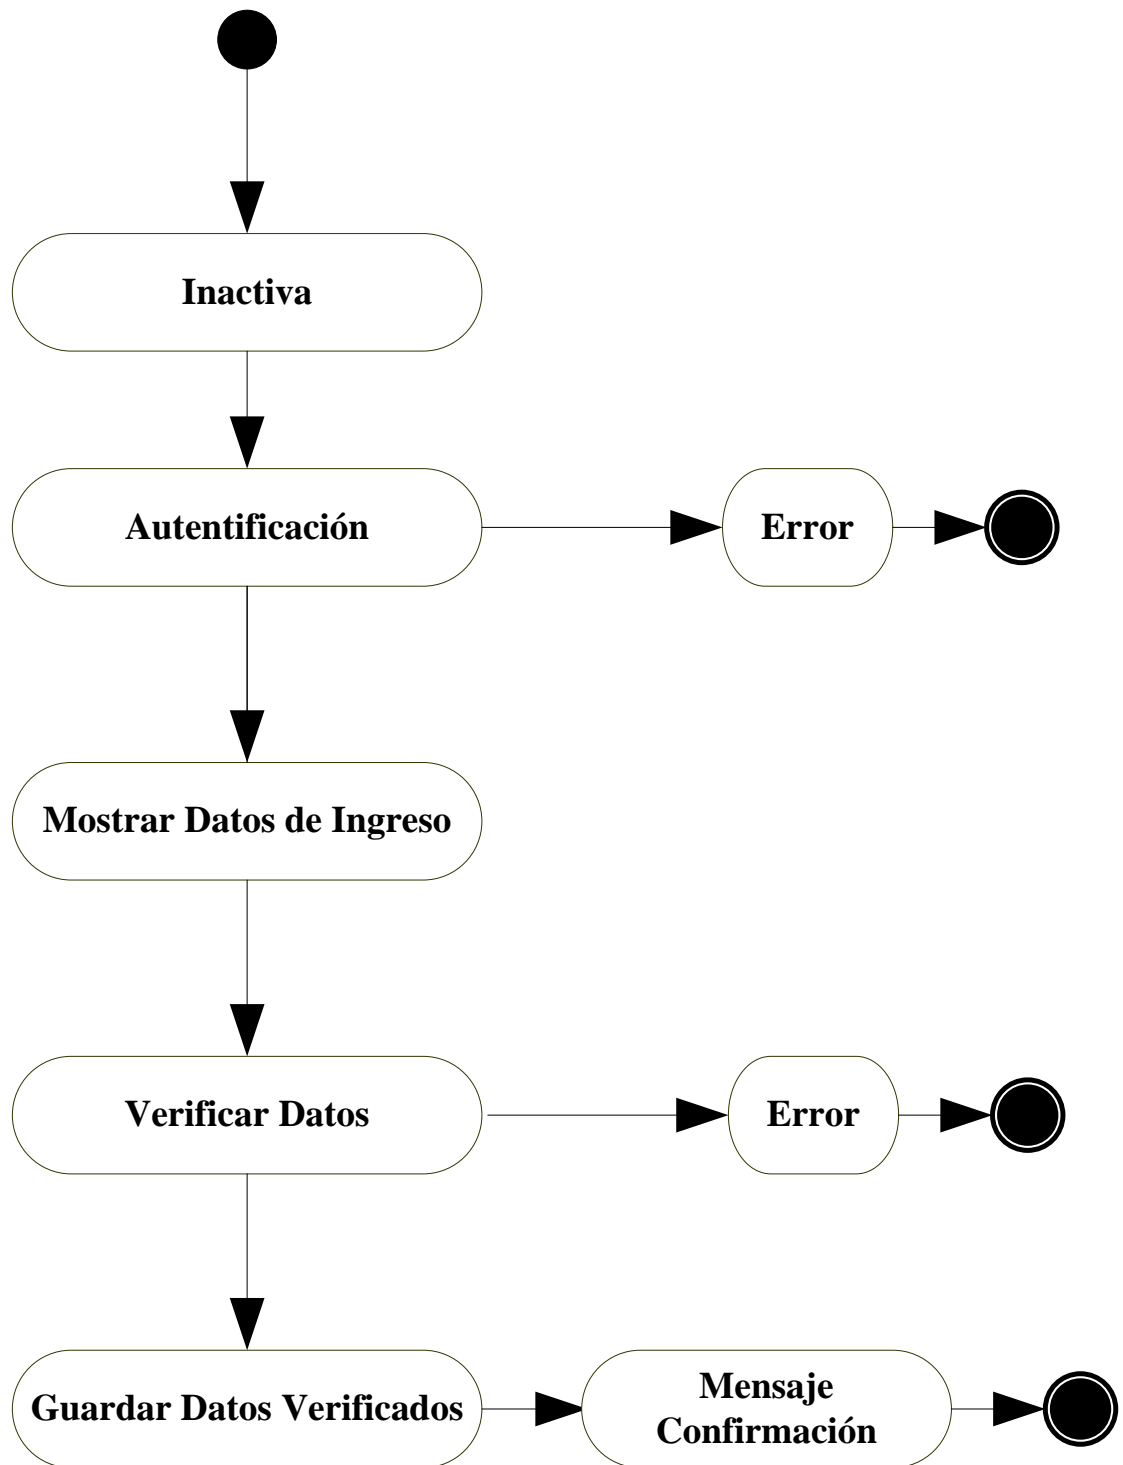 Inactiva
Autentificación
Error
Mostrar Datos de Ingreso
Verificar Datos
Error
Guardar Datos Verificados
Mensaje
Confirmación